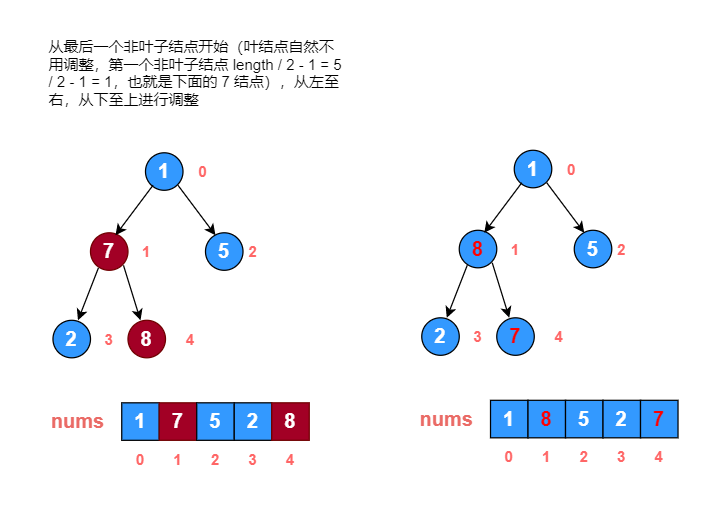 从最后一个非叶子结点开始（叶结点自然不
用调整，第一个非叶子结点 length / 2 - 1 = 5
/ 2 - 1 = 1，也就是下面的 7 结点），从左至
右，从下至上进行调整
1 0
7 1 5 2
2 3 8 4
nums 1 7 5 2 8
0 1 2 3 4
1 0
8 1 5 2
2 3 7 4
nums 1 8 5 2 7
0 1 2 3 4